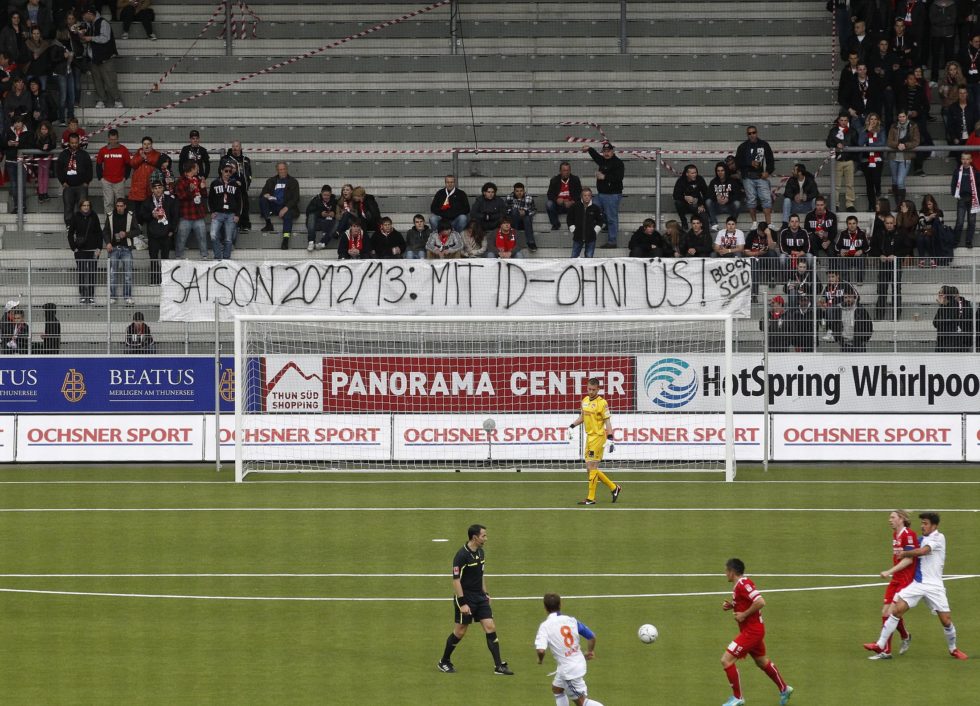 SAISON 2012/13: MIT ID - OHNI ÜS!
BLOCK
SÜD
BEATUS
MERLIGEN AM THUNERSEE
THUN SÜD
SHOPPING
PANORAMA CENTER
HotSpring Whirlpoo
OCHSNER SPORT
OCHSNER SPORT
OCHSNER SPORT
OCHSNER SPORT
OCHSNER SPORT
8